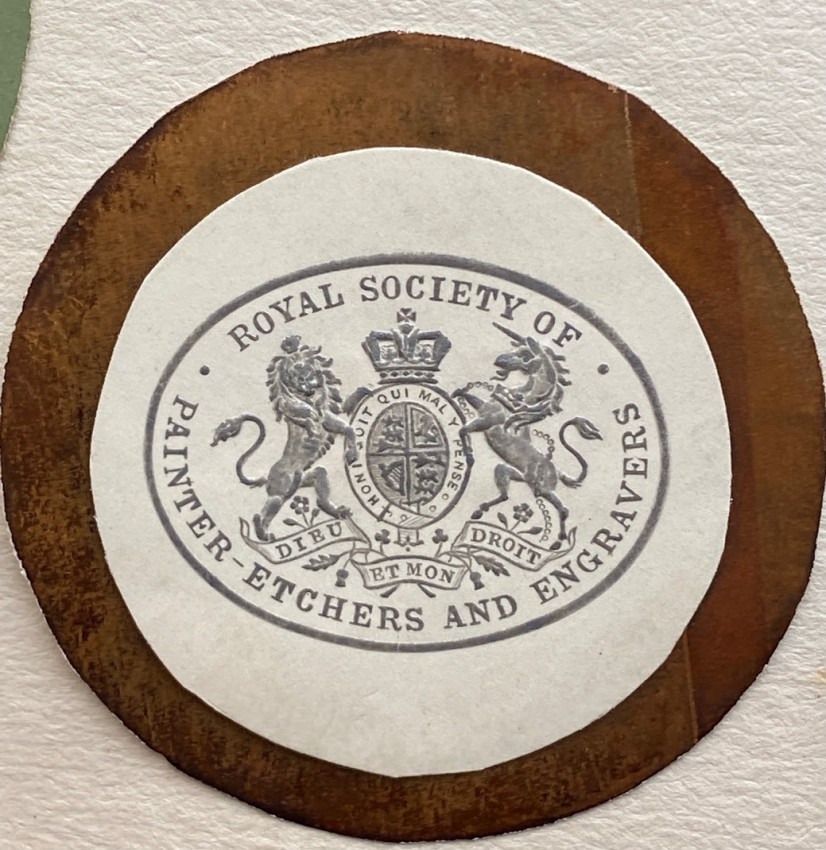 ROYAL SOCIETY OF
PAINTER-ETCHERS AND ENGRAVERS
HONI SOIT QUI MAL Y PENSE
DIEU
ET MON
DROIT